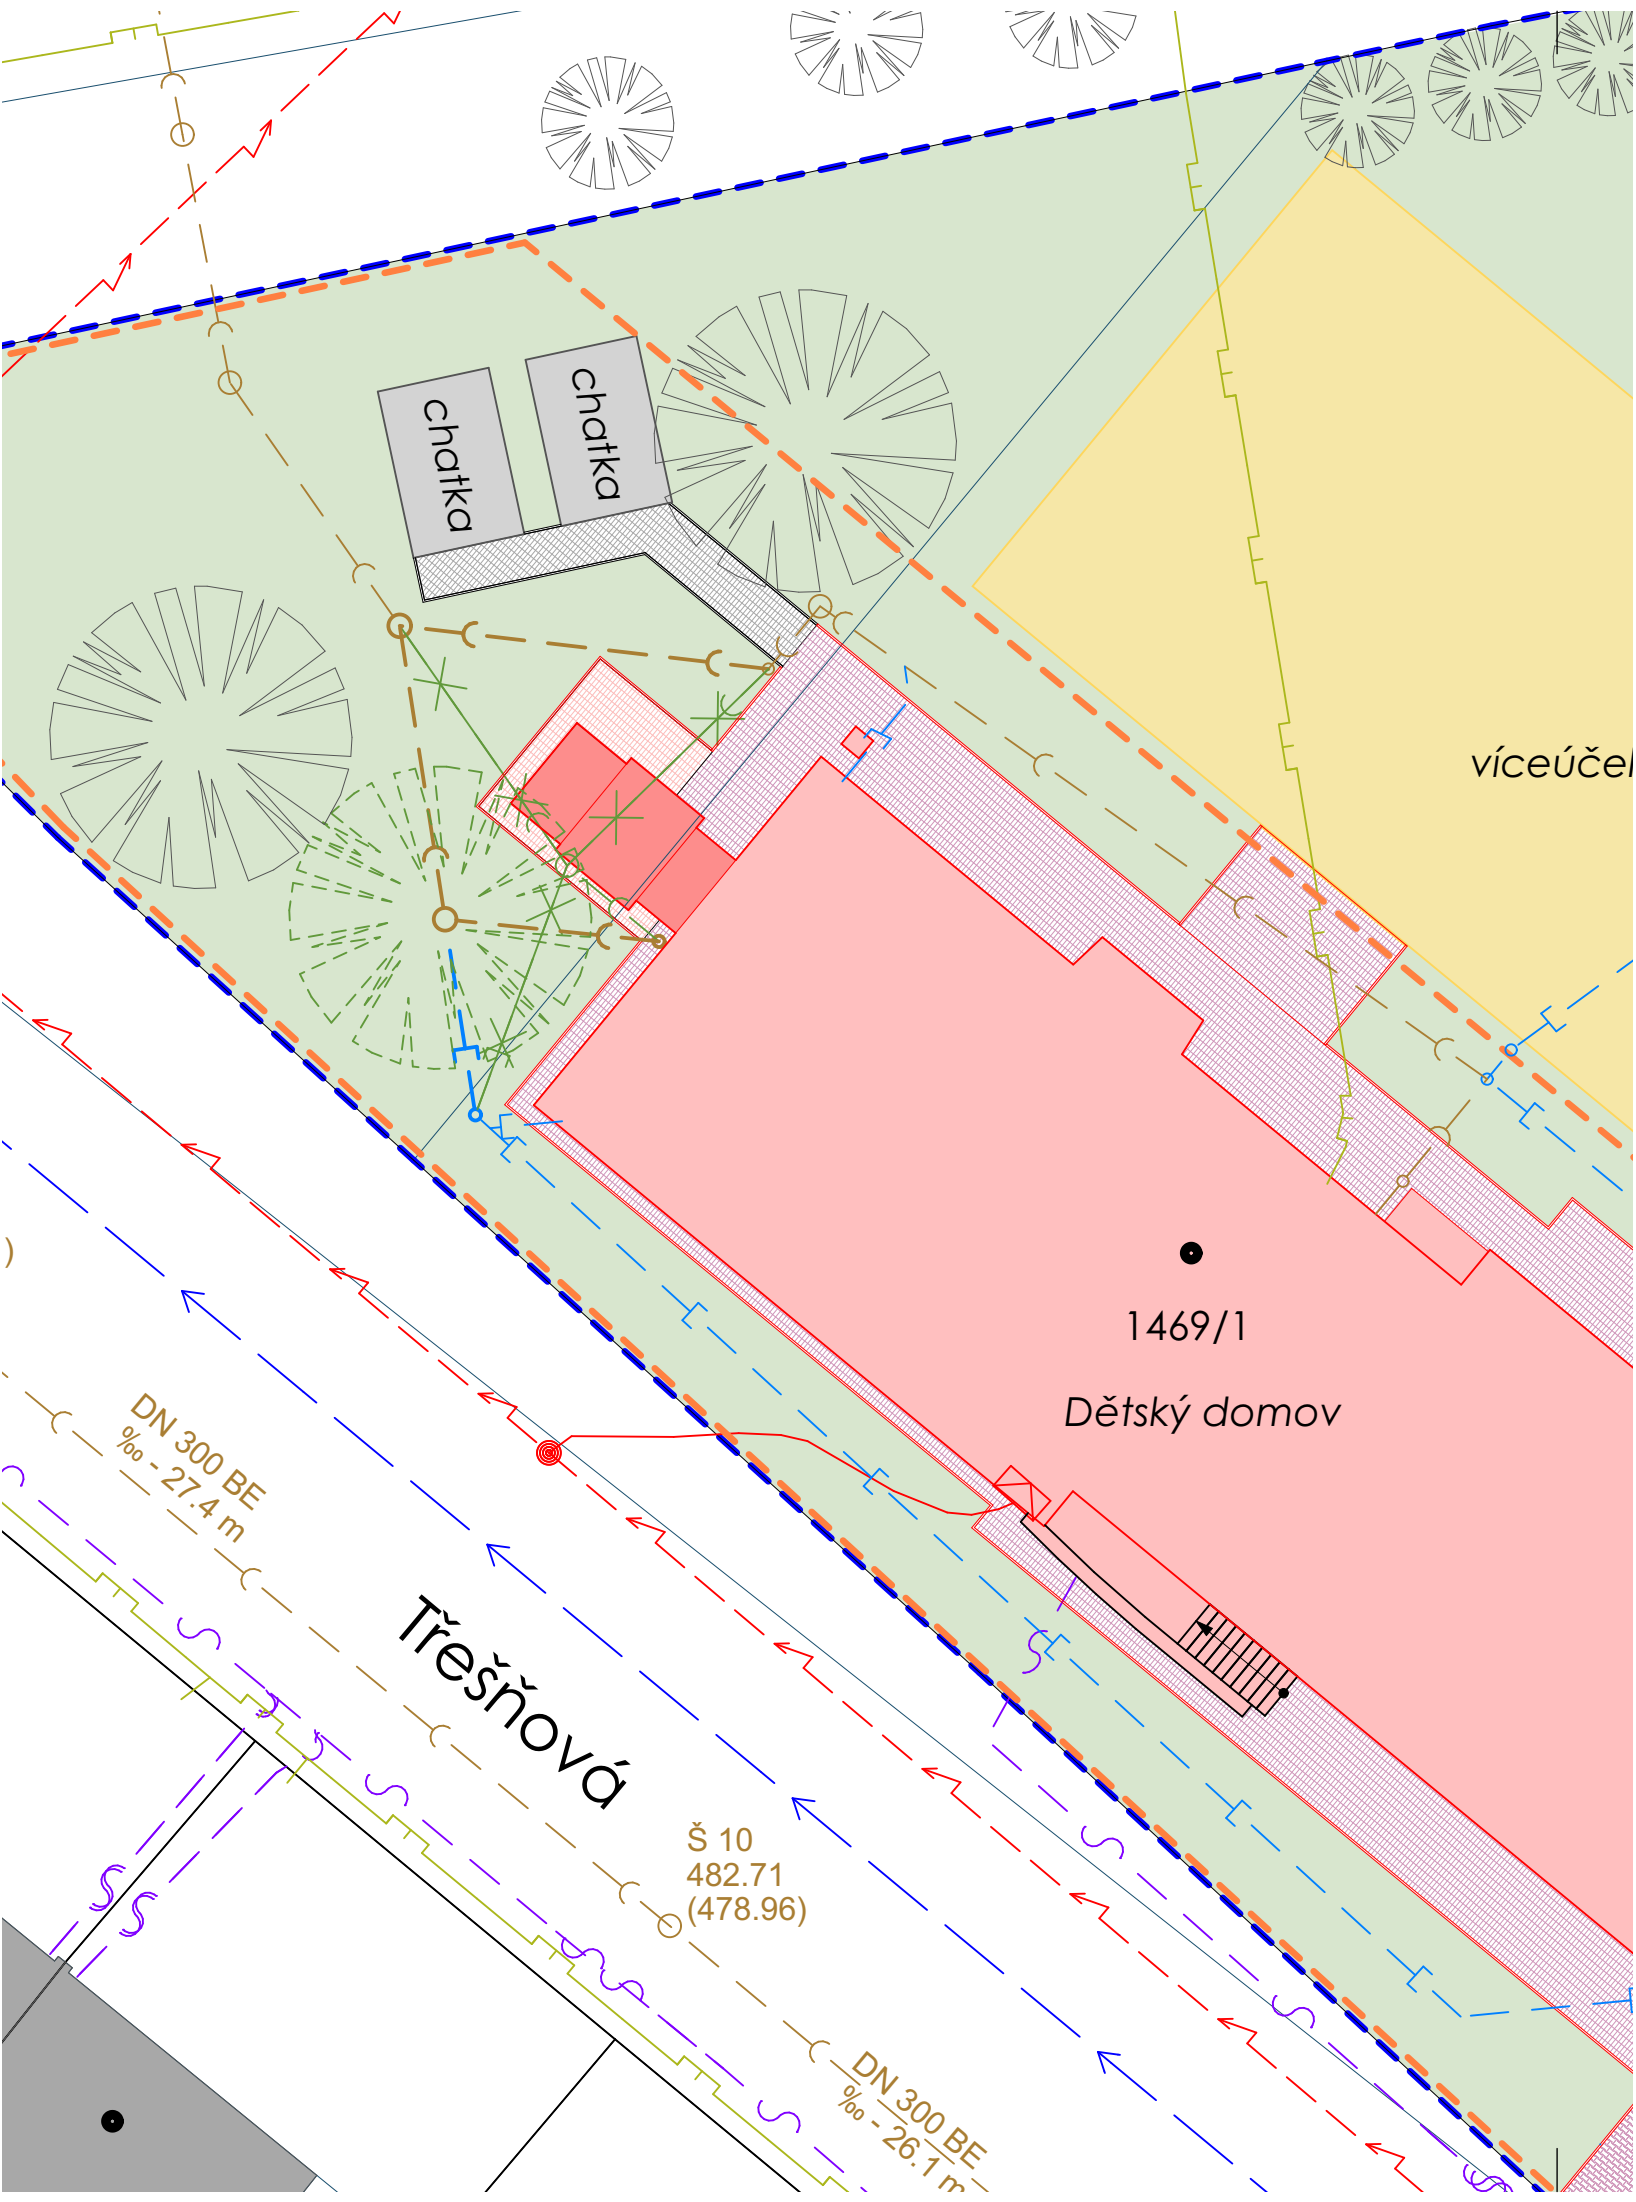 chatka
chatka
víceúčel
1469/1
Dětský domov
)
DN 300 BE
‰ - 27.4 m
Třešňová
Š 10
482.71
(478.96)
DN 300 BE
‰ - 26.1 m